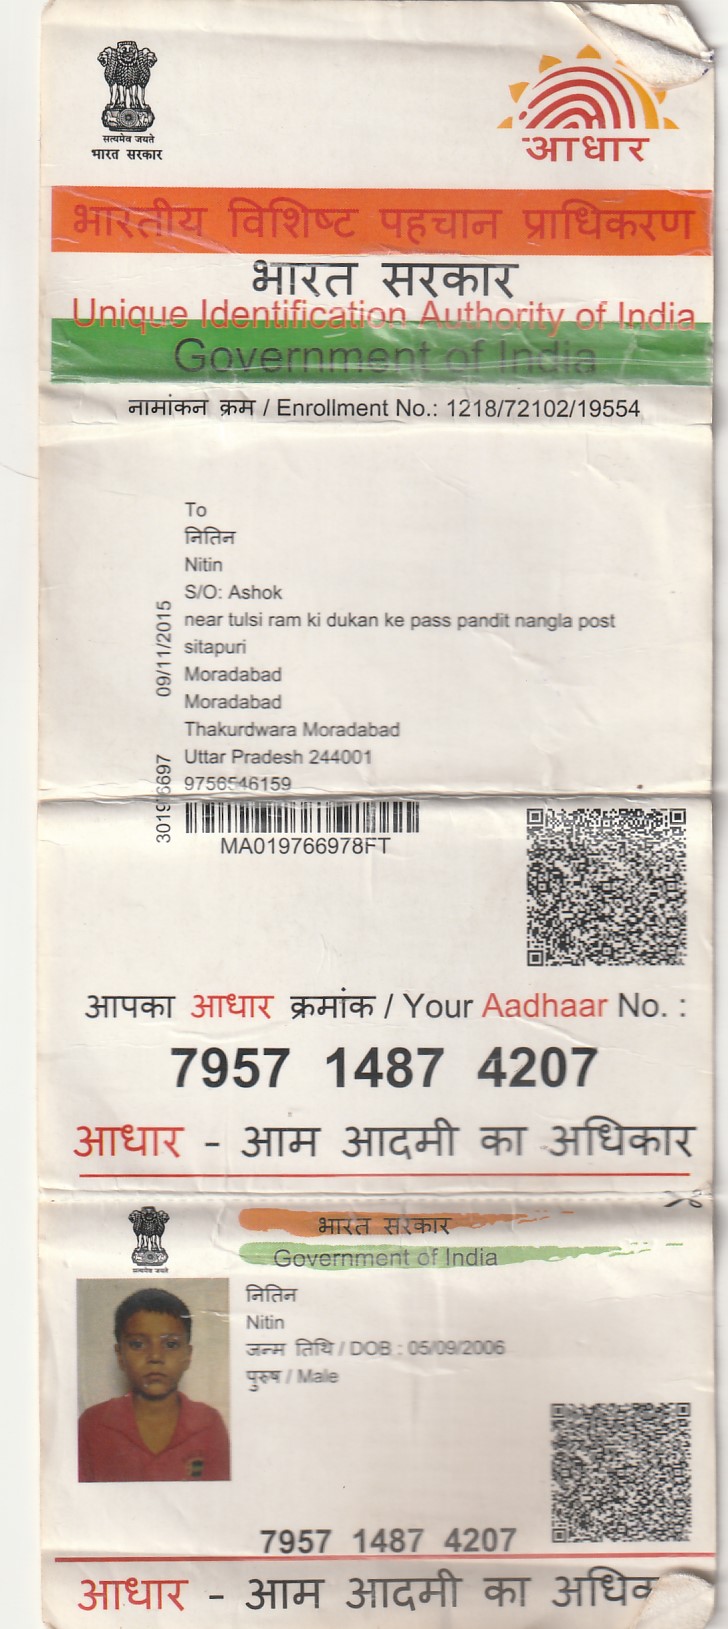 सत्यमेव जयते
भारत सरकार
आधार
भारतीय विशिष्ट पहचान प्राधिकरण
भारत सरकार
Unique Identification Authority of India
Government of India
नामांकन क्रम / Enrollment No.: 1218/72102/19554
To
नितिन
Nitin
S/O: Ashok
near tulsi ram ki dukan ke pass pandit nangla post
sitapuri
Moradabad
Moradabad
Thakurdwara Moradabad
Uttar Pradesh 244001
9756546159
09/11/2015
MA019766978FT
आपका आधार क्रमांक / Your Aadhaar No. :
7957 1487 4207
आधार - आम आदमी का अधिकार
सत्यमेव जयते
भारत सरकार
Government of India
नितिन
Nitin
जन्म तिथि / DOB : 05/09/2006
पुरुष / Male
7957 1487 4207
आधार - आम आदमी का